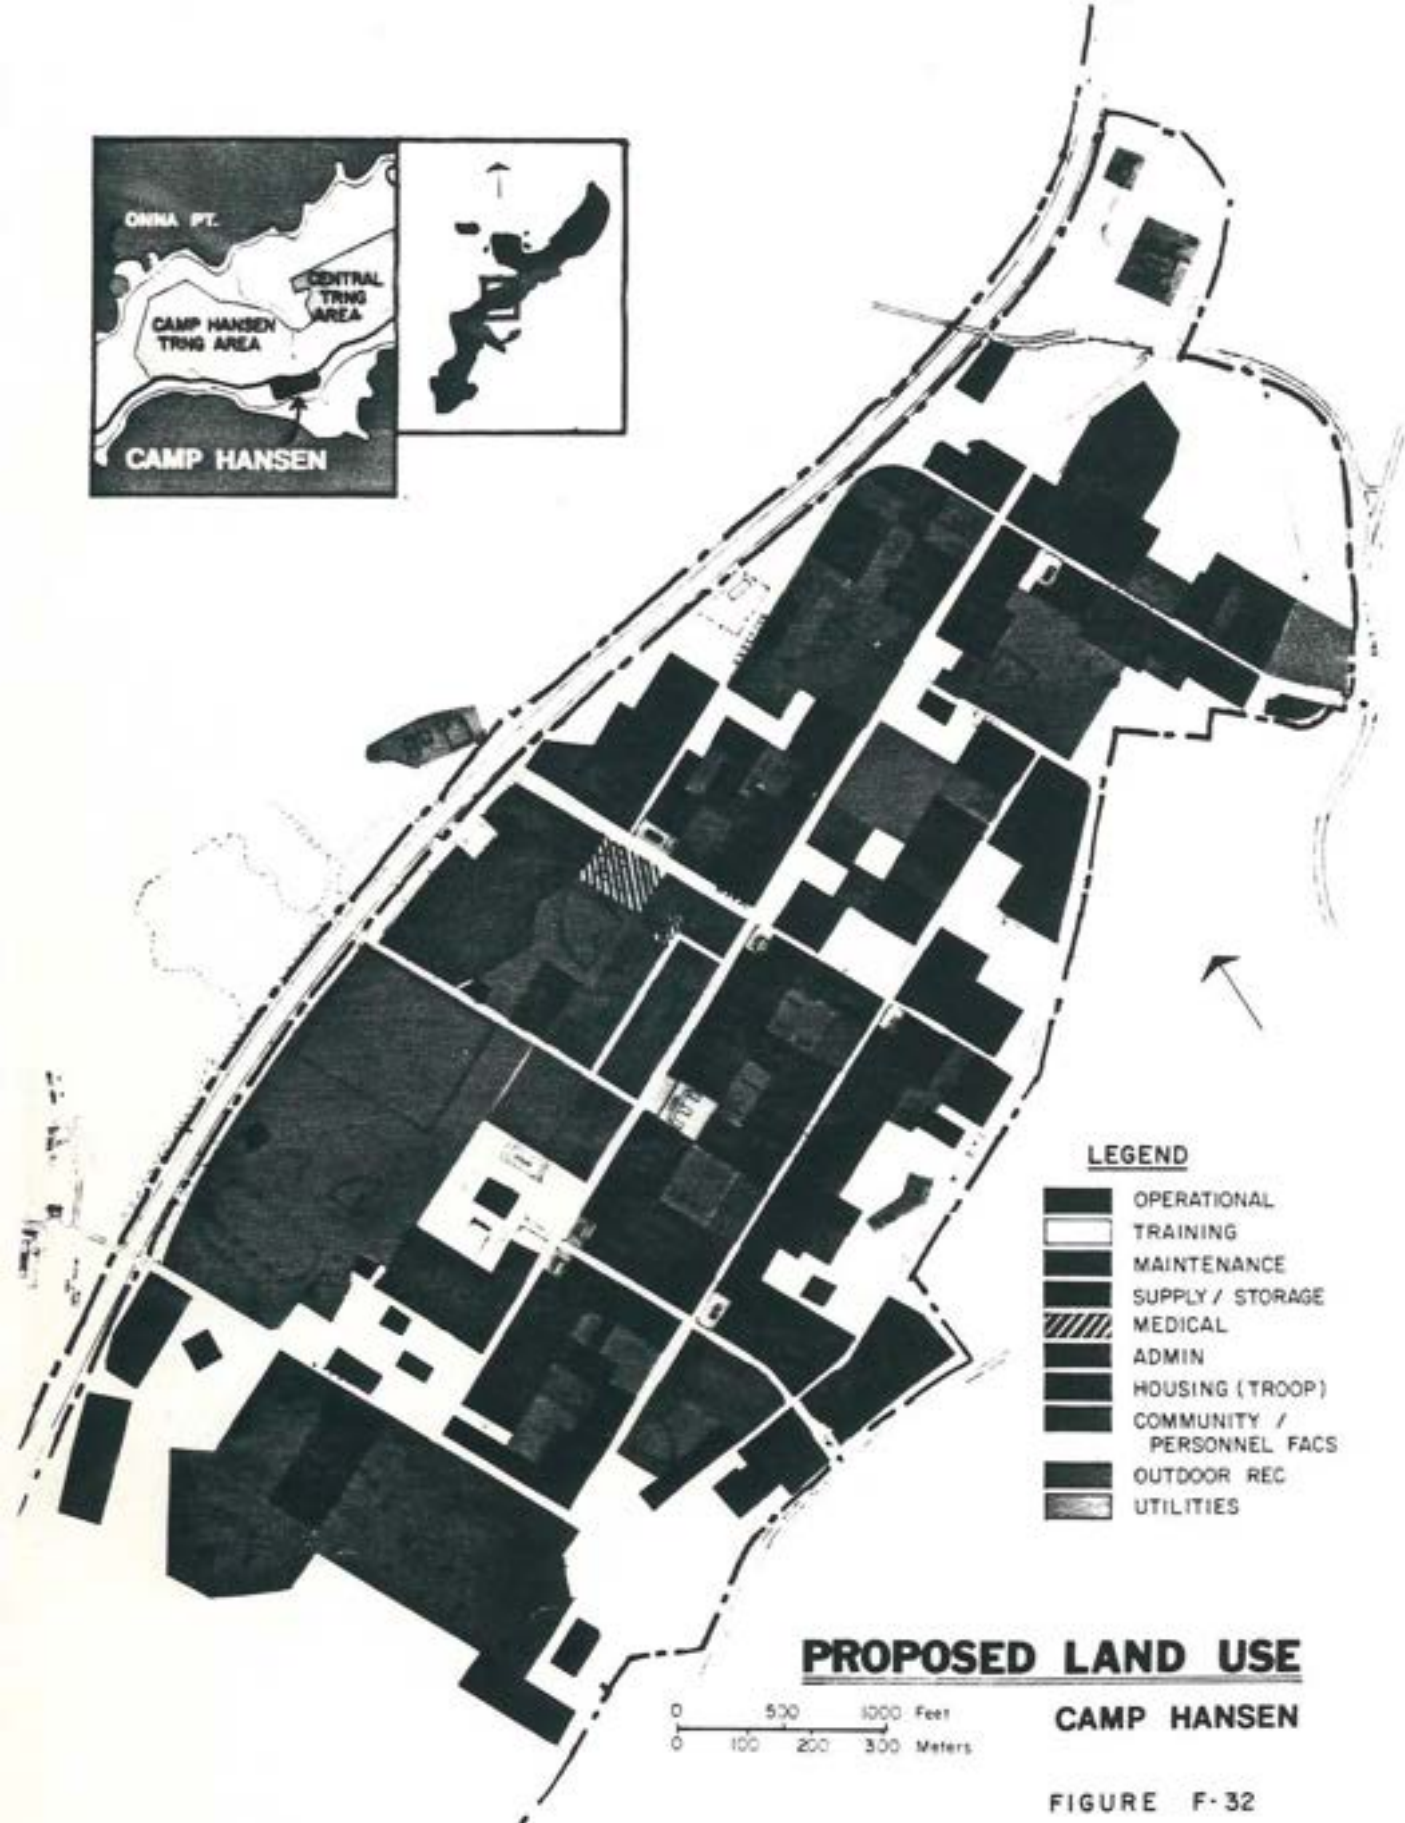 ONNA PT.
CENTRAL
TRNG
AREA
CAMP HANSEN
TRNG AREA
CAMP HANSEN
LEGEND
OPERATIONAL
TRAINING
MAINTENANCE
SUPPLY / STORAGE
MEDICAL
ADMIN
HOUSING (TROOP)
COMMUNITY /
PERSONNEL FACS
OUTDOOR REC
UTILITIES
PROPOSED LAND USE
CAMP HANSEN
0 500 1000 Feet
0 100 200 300 Meters
FIGURE F-32